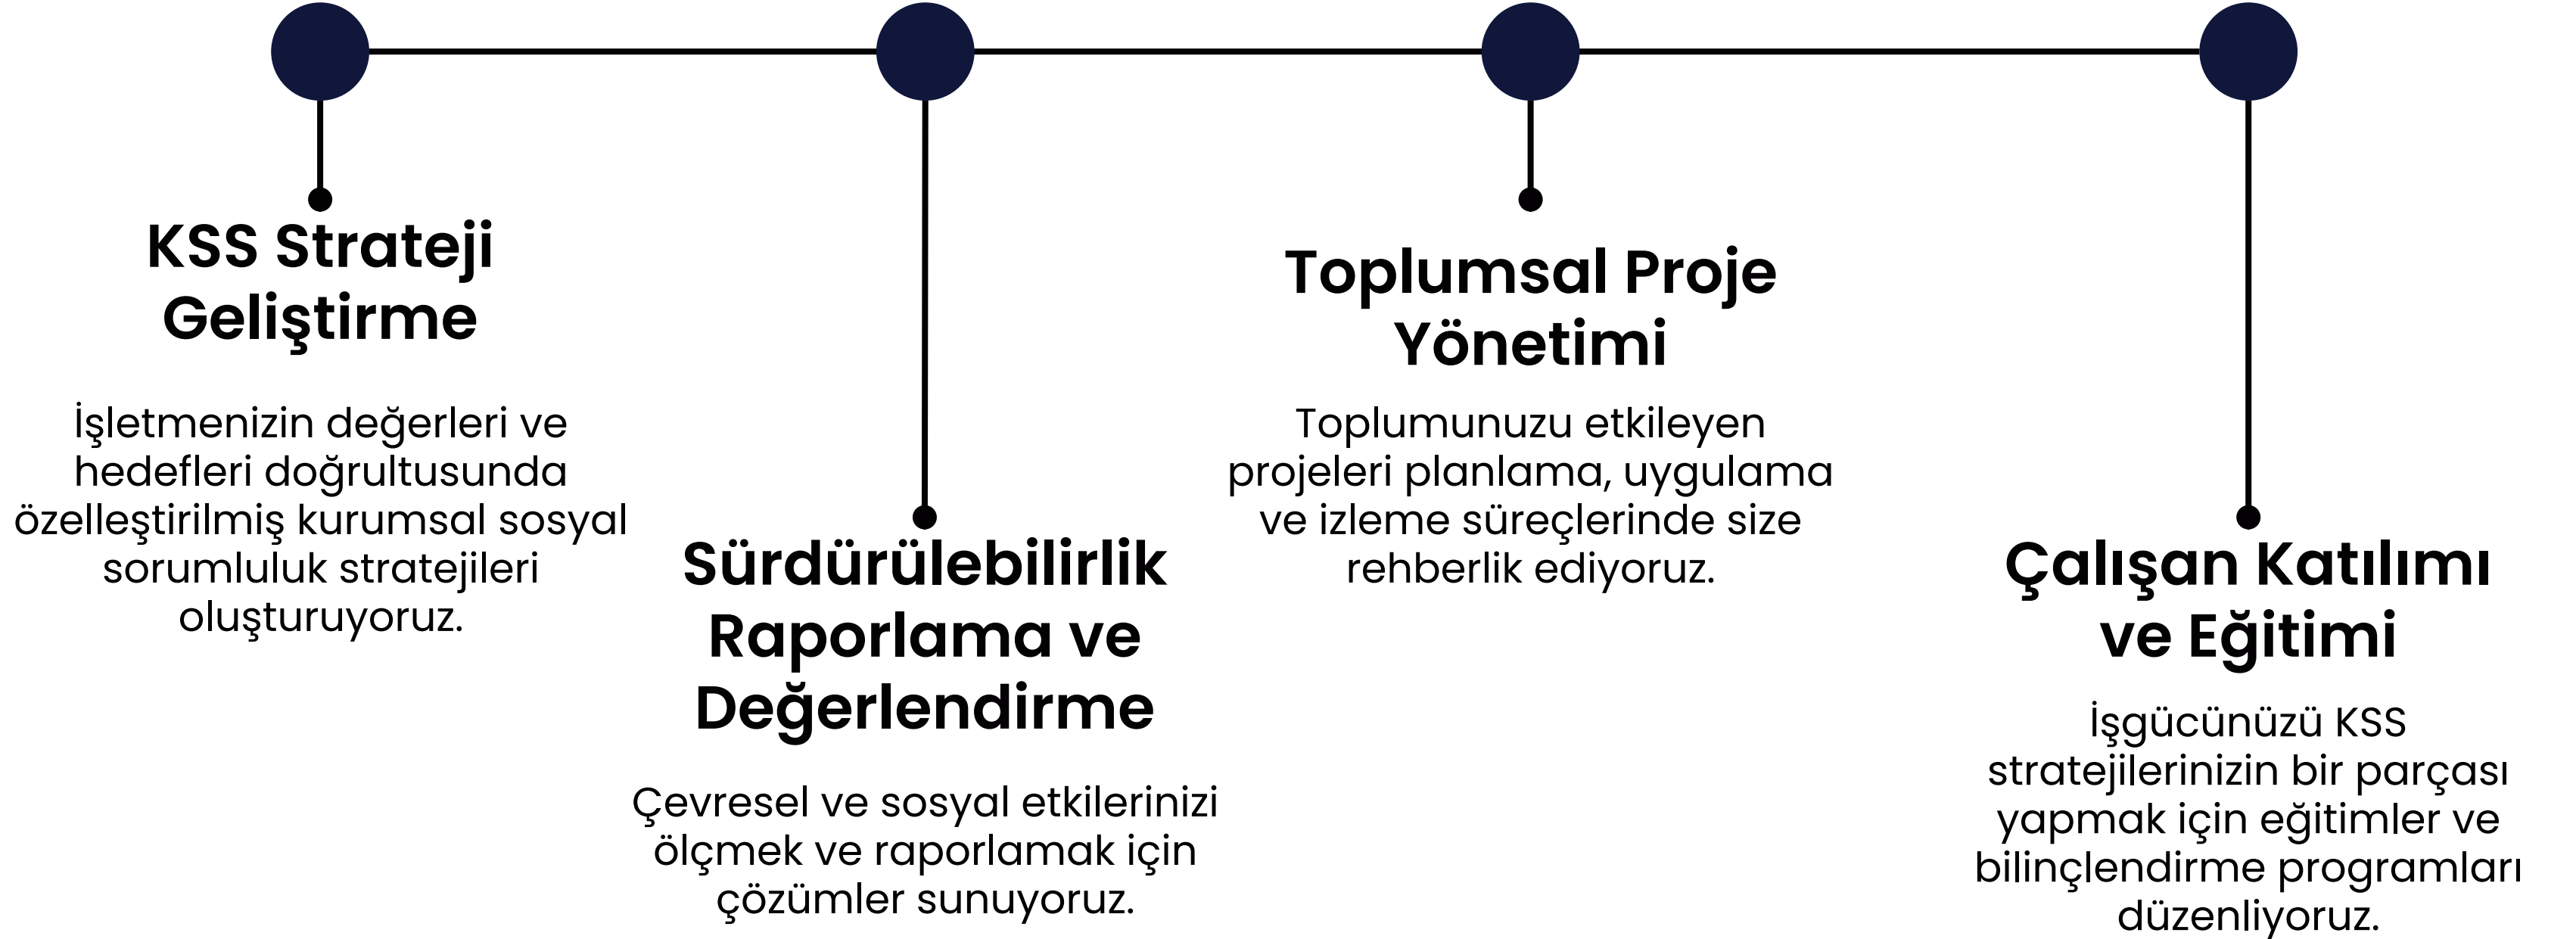 KSS Strateji
Geliştirme
İşletmenizin değerleri ve
hedefleri doğrultusunda
özelleştirilmiş kurumsal sosyal
sorumluluk stratejileri
oluşturuyoruz.
Sürdürülebilirlik
Raporlama ve
Değerlendirme
Çevresel ve sosyal etkilerinizi
ölçmek ve raporlamak için
çözümler sunuyoruz.
Toplumsal Proje
Yönetimi
Toplumunuzu etkileyen
projeleri planlama, uygulama
ve izleme süreçlerinde size
rehberlik ediyoruz.
Çalışan Katılımı
ve Eğitimi
İşgücünüzü KSS
stratejilerinizin bir parçası
yapmak için eğitimler ve
bilinçlendirme programları
düzenliyoruz.